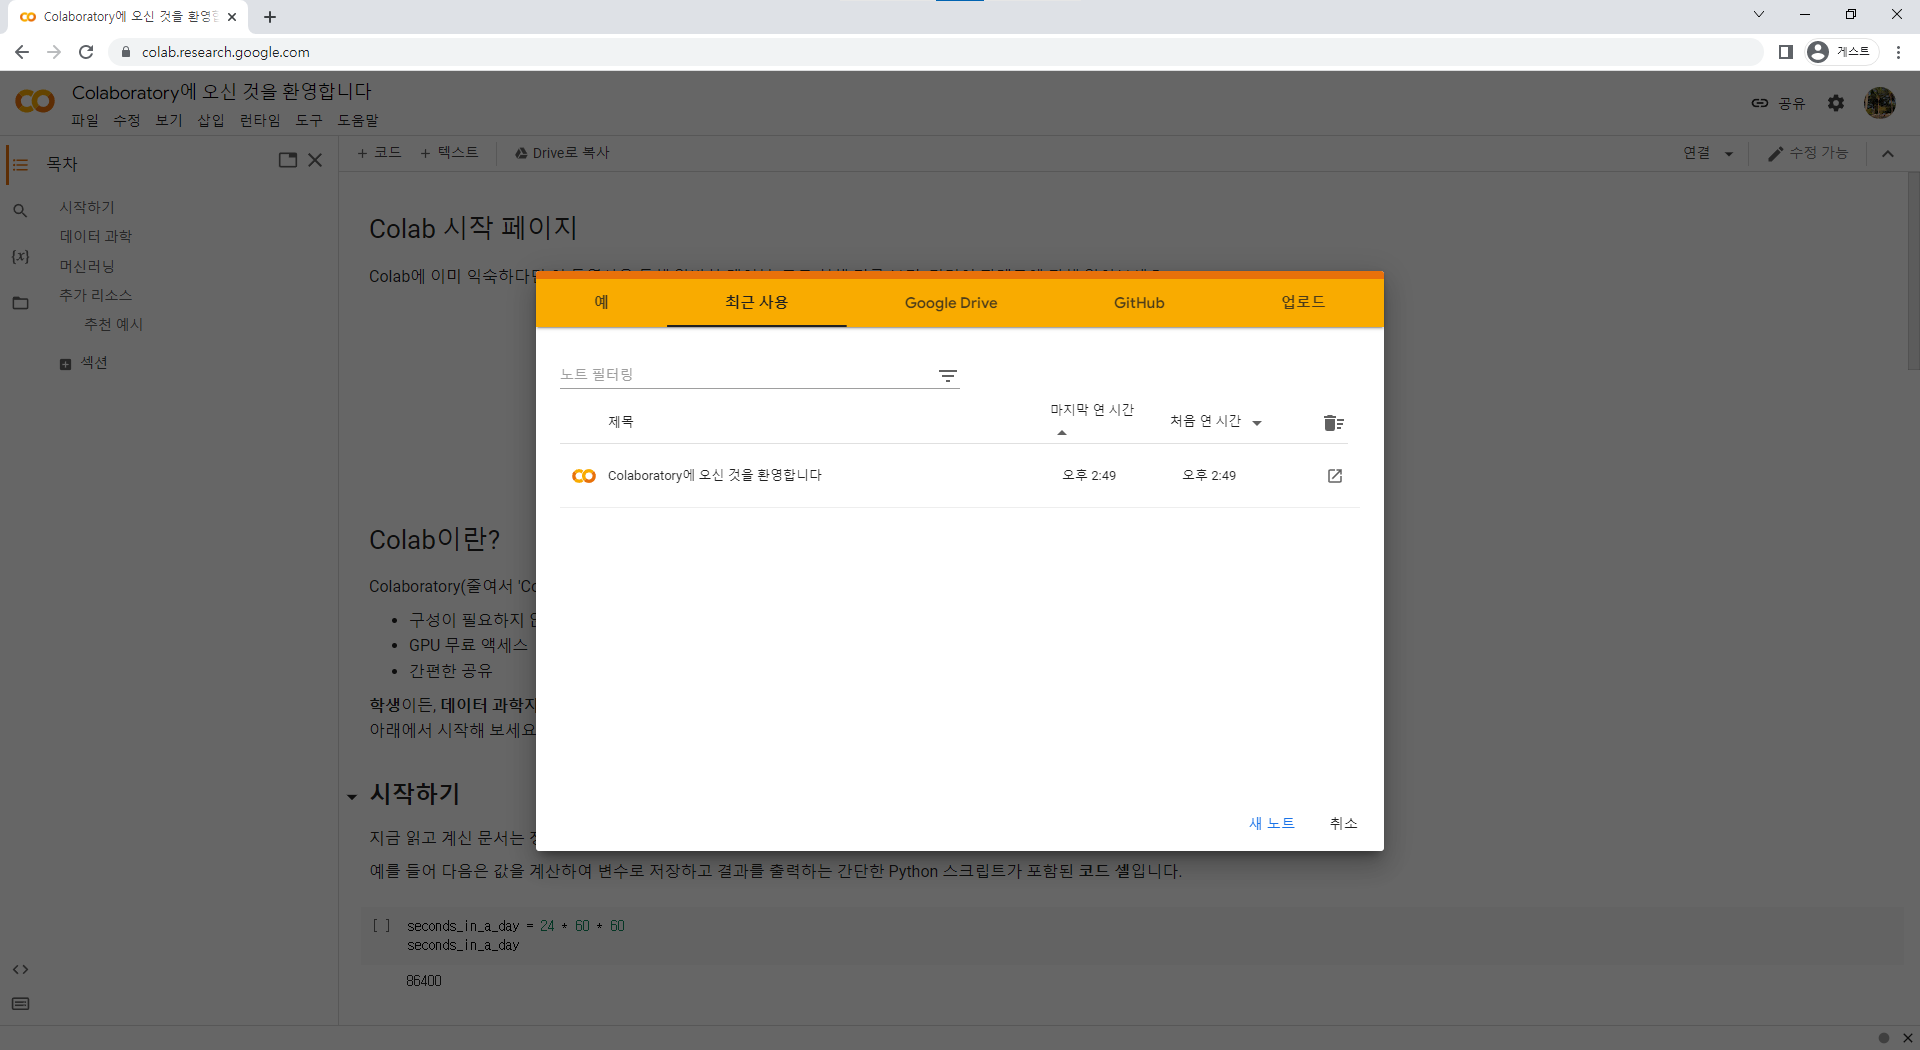 Colaboratory에 오신 것을 환영합
colab.research.google.com
게스트
Colaboratory에 오신 것을 환영합니다
파일 수정 보기 삽입 런타임 도구 도움말
공유
목차
+ 코드 + 텍스트 Drive로 복사
연결 수정 가능
시작하기
데이터 과학
머신러닝
추가 리소스
추천 예시
섹션
Colab 시작 페이지
Colab에 이미 익숙하다면
예 최근 사용 Google Drive GitHub 업로드
노트 필터링
제목 마지막 연 시간 처음 연 시간
Colaboratory에 오신 것을 환영합니다 오후 2:49 오후 2:49
새 노트 취소
Colab이란?
Colaboratory(줄여서 'Co
구성이 필요하지
GPU 무료 액세스
간편한 공유
학생이든, 데이터 과학자
아래에서 시작해 보세요
시작하기
지금 읽고 계신 문서는
예를 들어 다음은 값을 계산하여 변수로 저장하고 결과를 출력하는 간단한 Python 스크립트가 포함된 코드 셀입니다.
[ ] seconds_in_a_day = 24 * 60 * 60
seconds_in_a_day
86400